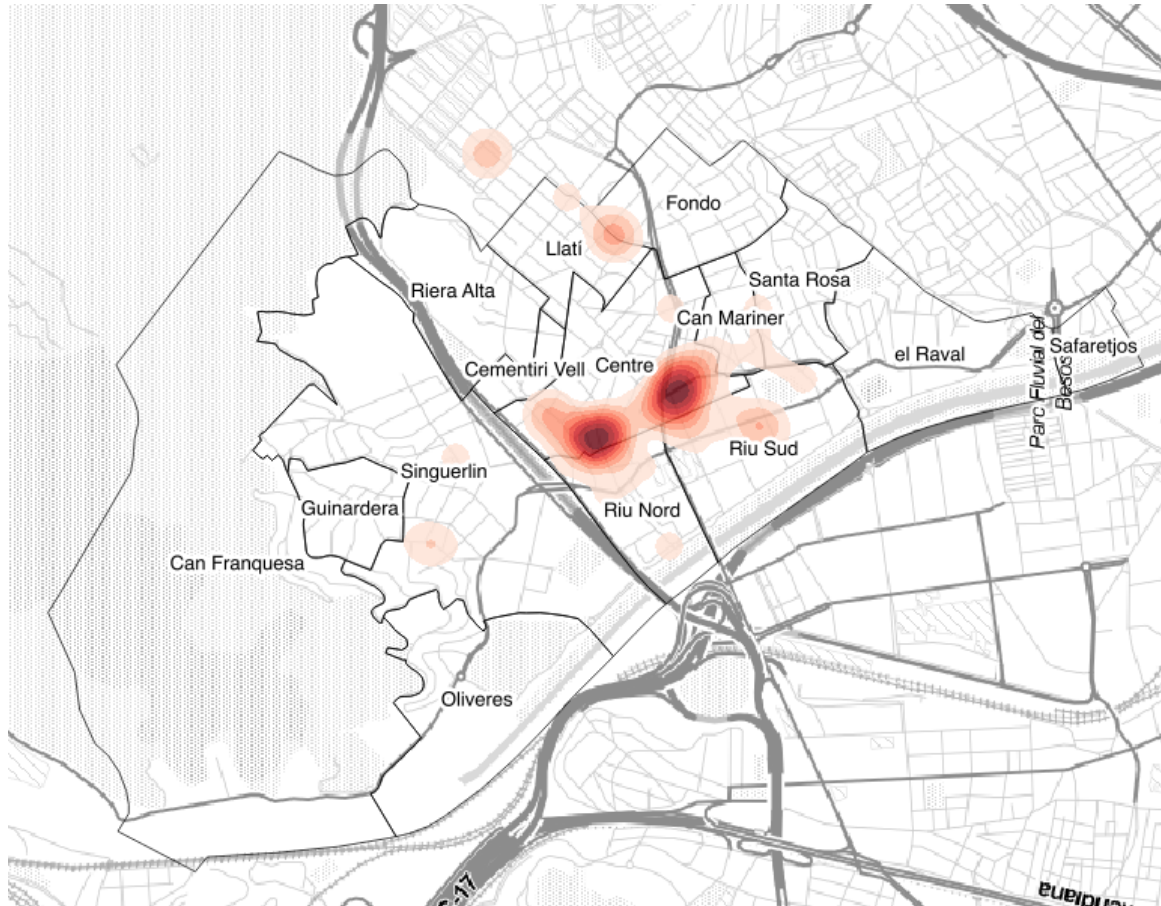 Fondo
Llatí
Santa Rosa
Riera Alta
Can Mariner
Safaretjos
el Raval
Cementiri Vell
Centre
Parc Fluvial del
Besòs
Riu Sud
Singuerlin
Guinardera
Riu Nord
Can Franquesa
Oliveres
C-17